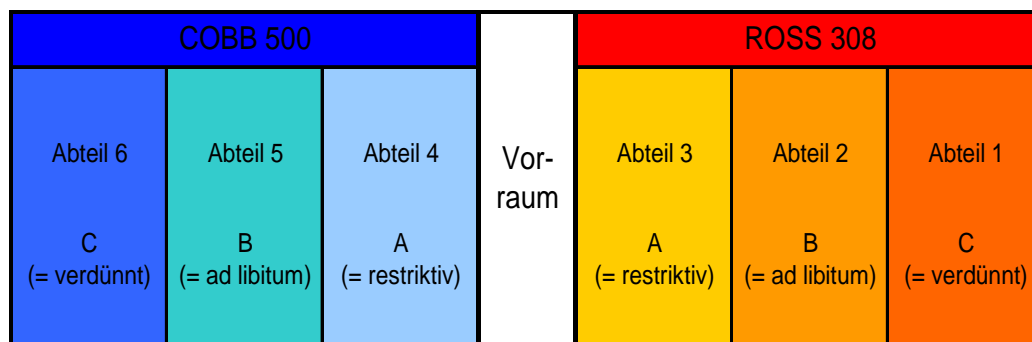 COBB 500
ROSS 308
Abteil 6
Abteil 5
Abteil 4
Vor-
raum
Abteil 3
Abteil 2
Abteil 1
C
(= verdünnt)
B
(= ad libitum)
A
(= restriktiv)
A
(= restriktiv)
B
(= ad libitum)
C
(= verdünnt)